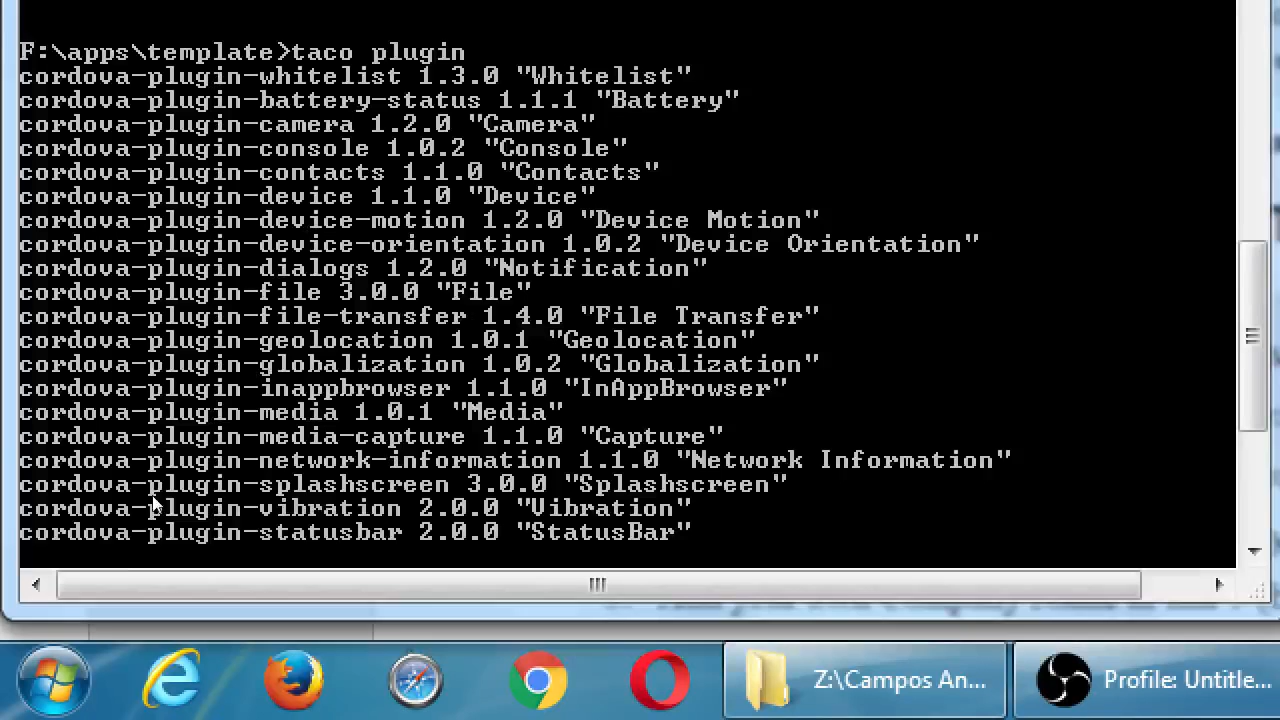 F:\apps\template>taco plugin
cordova-plugin-whitelist 1.3.0 "Whitelist"
cordova-plugin-battery-status 1.1.1 "Battery"
cordova-plugin-camera 1.2.0 "Camera"
cordova-plugin-console 1.0.2 "Console"
cordova-plugin-contacts 1.1.0 "Contacts"
cordova-plugin-device 1.1.0 "Device"
cordova-plugin-device-motion 1.2.0 "Device Motion"
cordova-plugin-device-orientation 1.0.2 "Device Orientation"
cordova-plugin-dialogs 1.2.0 "Notification"
cordova-plugin-file 3.0.0 "File"
cordova-plugin-file-transfer 1.4.0 "File Transfer"
cordova-plugin-geolocation 1.0.1 "Geolocation"
cordova-plugin-globalization 1.0.2 "Globalization"
cordova-plugin-inappbrowser 1.1.0 "InAppBrowser"
cordova-plugin-media 1.0.1 "Media"
cordova-plugin-media-capture 1.1.0 "Capture"
cordova-plugin-network-information 1.1.0 "Network Information"
cordova-plugin-splashscreen 3.0.0 "Splashscreen"
cordova-plugin-vibration 2.0.0 "Vibration"
cordova-plugin-statusbar 2.0.0 "StatusBar"
Z:\Campos An...
Profile: Untitle...